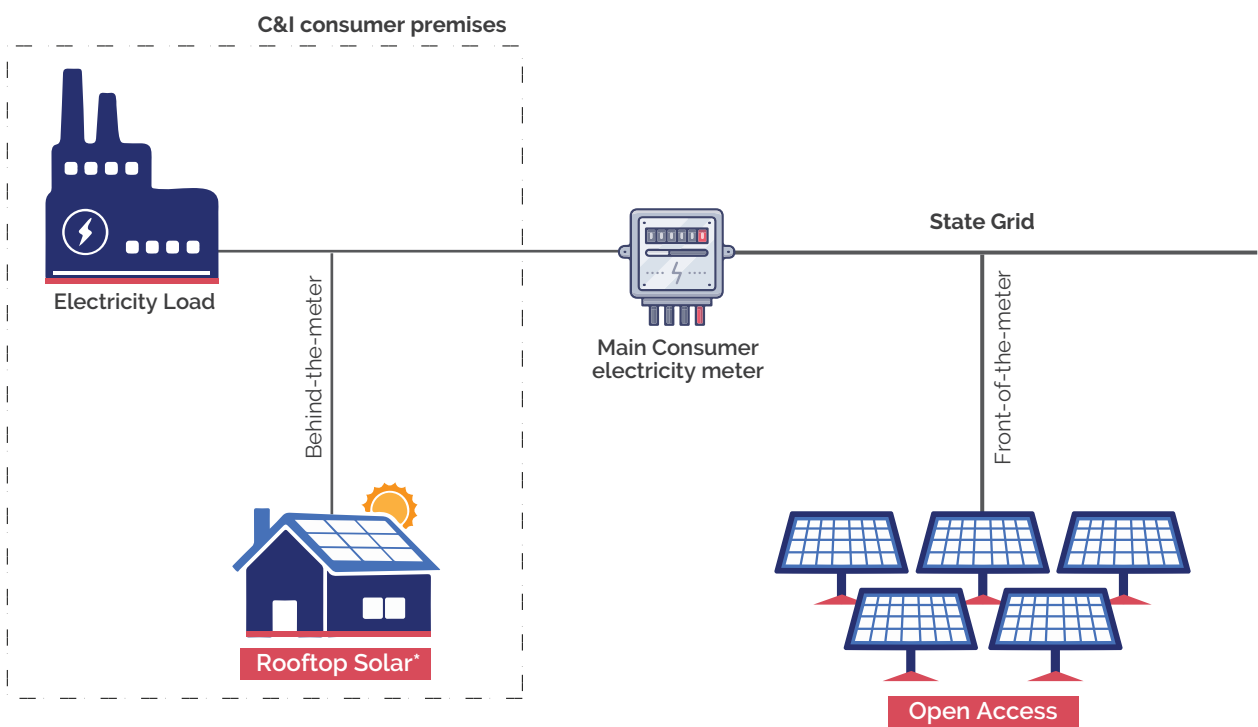 C&I consumer premises
State Grid
Electricity Load
Behind-the-meter
Main Consumer
electricity meter
Front-of-the-meter
Rooftop Solar*
Open Access